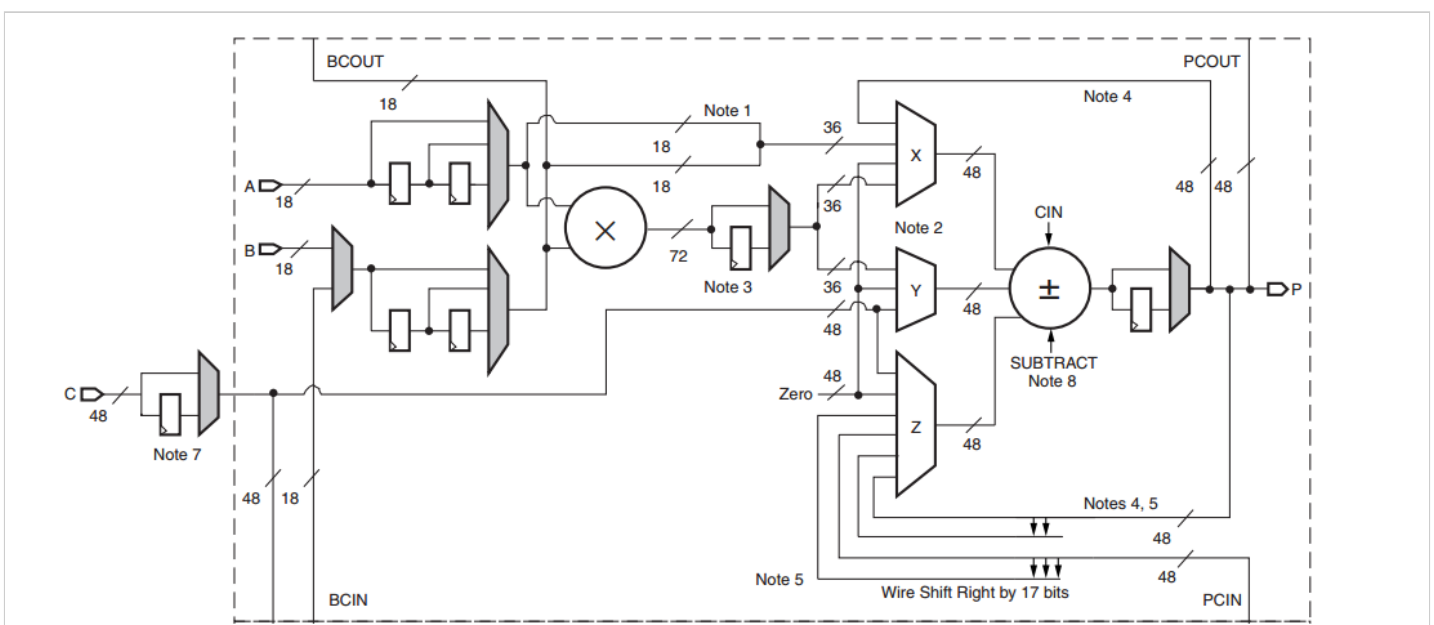 BCOUT
PCOUT
18
Note 1
Note 4
36
18
X
48
A
18
18
48
48
36
CIN
Note 2
×
B
18
72
Note 3
36
Y
48
±
P
48
SUBTRACT
Note 8
C
48
Zero
48
Z
48
Note 7
48
18
Notes 4, 5
48
Note 5
48
Wire Shift Right by 17 bits
BCIN
PCIN